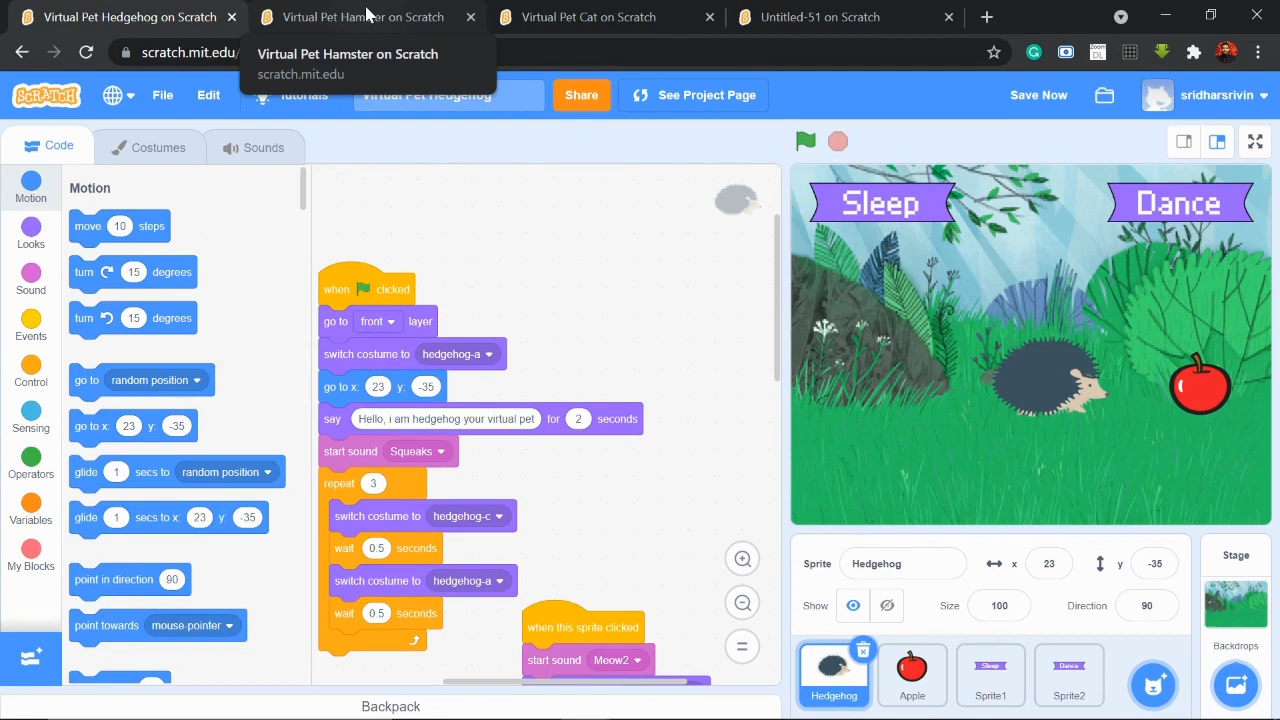 Virtual Pet Hedgehog on Scratch
Virtual Pet Hamster on Scratch
Virtual Pet Cat on Scratch
Untitled-51 on Scratch
scratch.mit.edu/
Virtual Pet Hamster on Scratch
scratch.mit.edu
SCRATCH
File
Edit
Tutorials
Virtual Pet Hedgehog
Share
See Project Page
Save Now
sridharsrivin
Code
Costumes
Sounds
Motion
Looks
Sound
Events
Control
Sensing
Operators
Variables
My Blocks
Motion
move 10 steps
turn 15 degrees
turn 15 degrees
go to random position
go to x: 23 y: -35
glide 1 secs to random position
glide 1 secs to x: 23 y: -35
point in direction 90
point towards mouse-pointer
when clicked
go to front layer
switch costume to hedgehog-a
go to x: 23 y: -35
say Hello, i am hedgehog your virtual pet for 2 seconds
start sound Squeaks
repeat 3
switch costume to hedgehog-c
wait 0.5 seconds
switch costume to hedgehog-a
wait 0.5 seconds
when this sprite clicked
start sound Meow2
Sleep
Dance
Sprite Hedgehog x 23 y -35
Show Size 100 Direction 90
Hedgehog
Apple
Sleep
Sprite1
Dance
Sprite2
Stage
Backdrops
Backpack